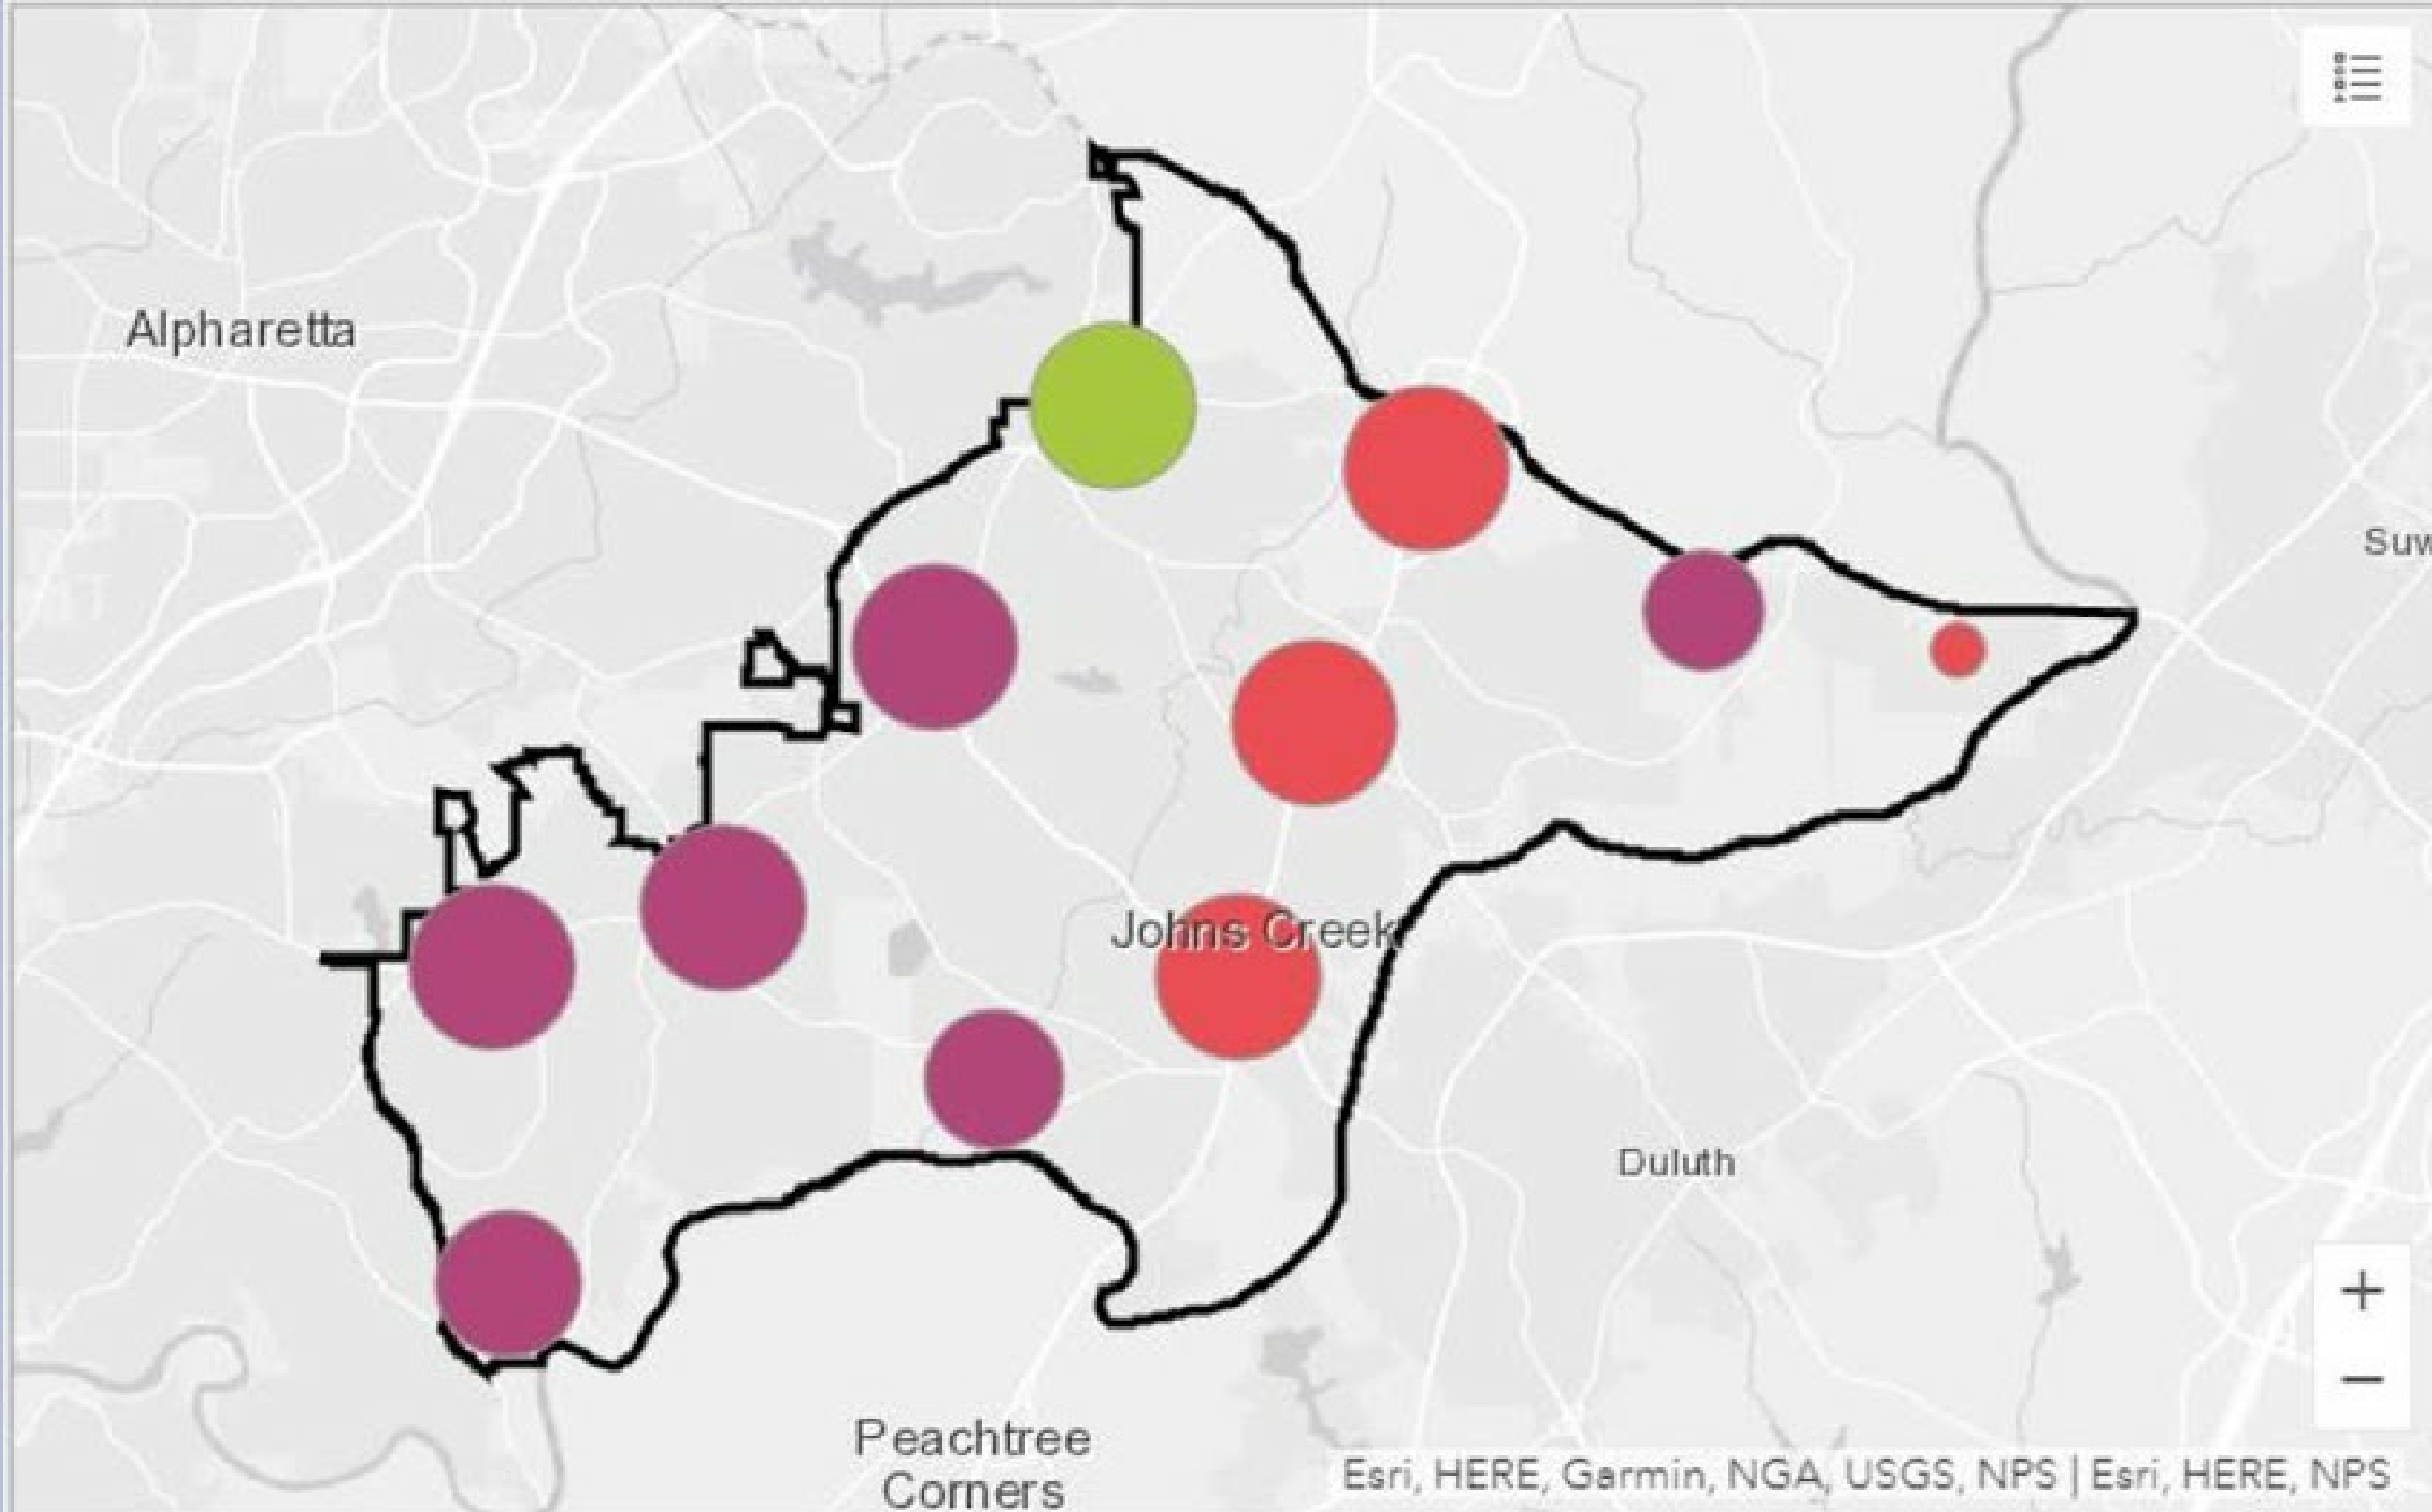 Alpharetta
Suw
Johns Creek
Duluth
Peachtree
Corners
+
−
Esri, HERE, Garmin, NGA, USGS, NPS | Esri, HERE, NPS